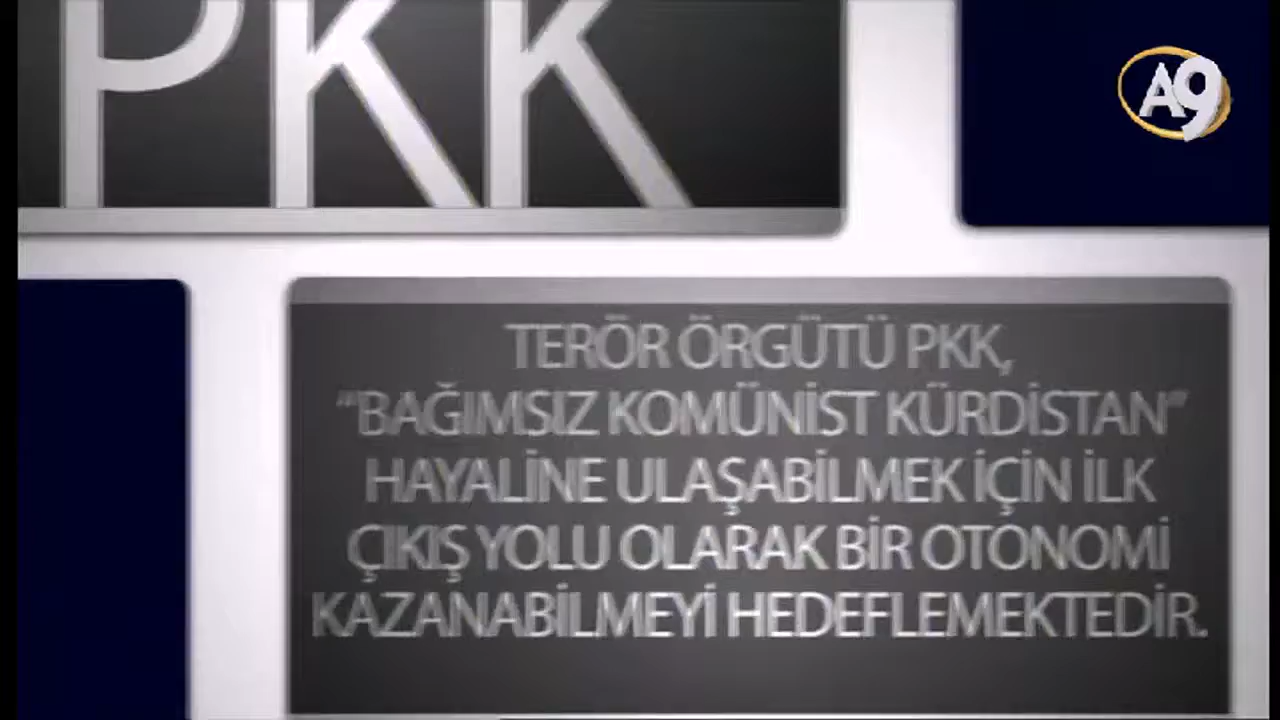 PKK
A9
TERÖR ÖRGÜTÜ PKK,
“BAĞIMSIZ KOMÜNİST KÜRDİSTAN”
HAYALİNE ULAŞABİLMEK İÇİN İLK
ÇIKIŞ YOLU OLARAK BİR OTONOMİ
KAZANABİLMEYİ HEDEFLEMEKTEDİR.